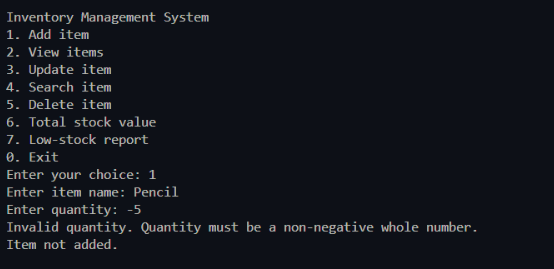 Inventory Management System
1. Add item
2. View items
3. Update item
4. Search item
5. Delete item
6. Total stock value
7. Low-stock report
0. Exit
Enter your choice: 1
Enter item name: Pencil
Enter quantity: -5
Invalid quantity. Quantity must be a non-negative whole number.
Item not added.